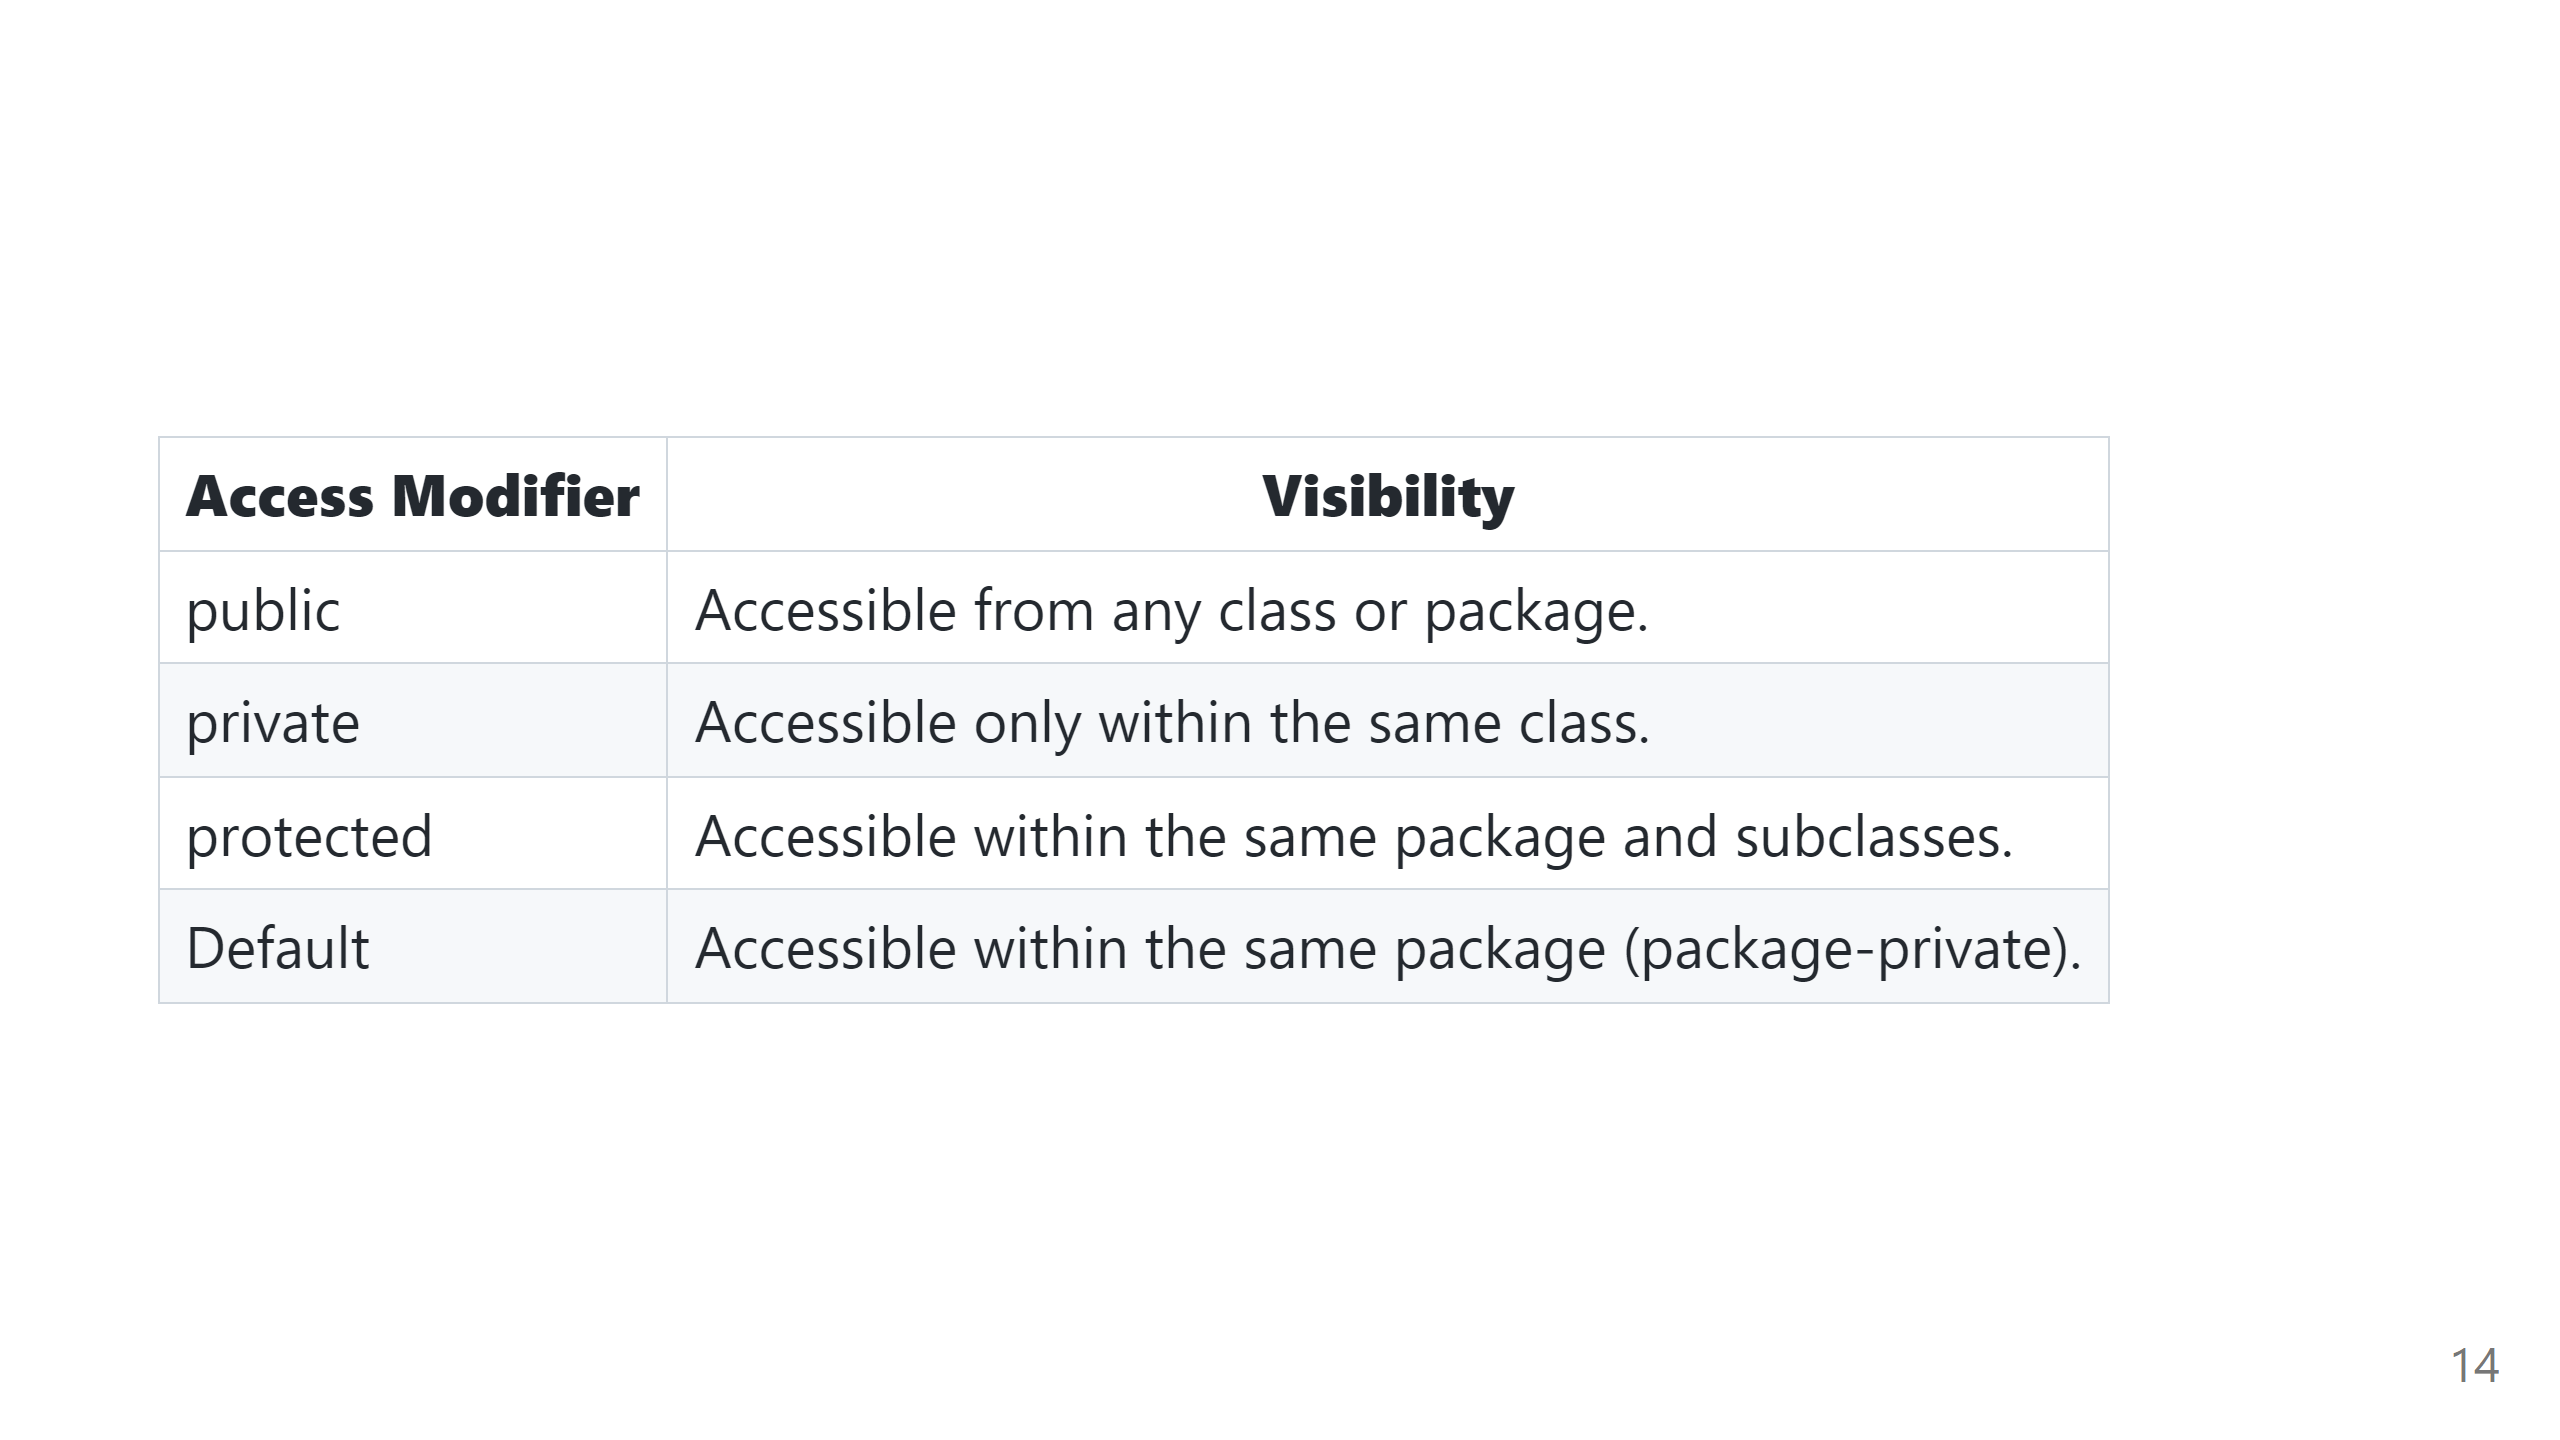 Access Modifier Visibility
public Accessible from any class or package.
private Accessible only within the same class.
protected Accessible within the same package and subclasses.
Default Accessible within the same package (package-private).
14